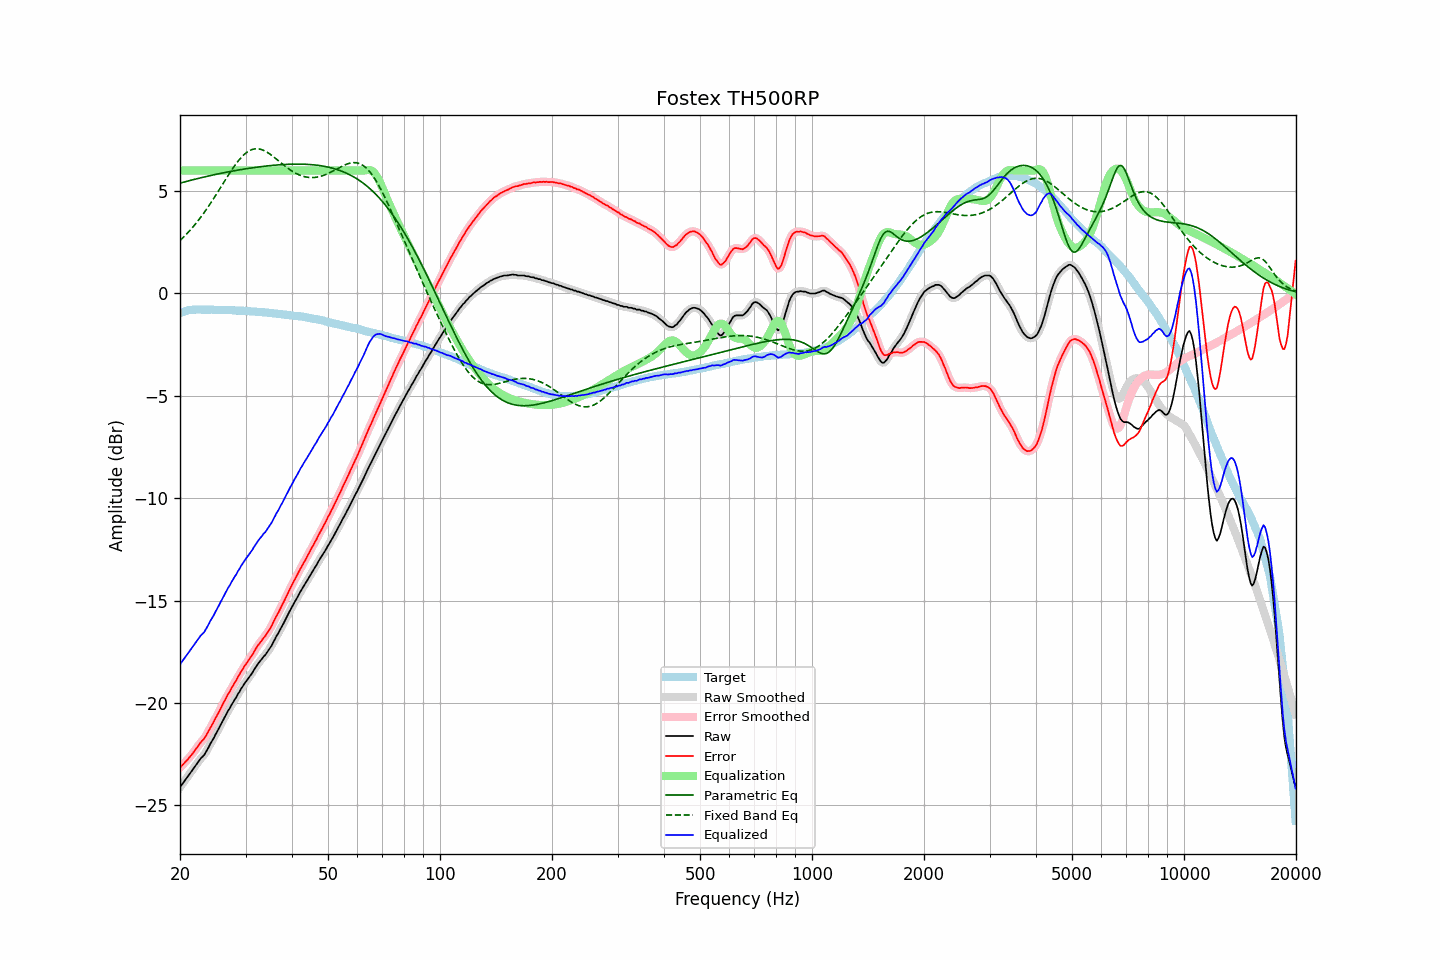 Fostex TH500RP
Amplitude (dBr)
5
0
−5
−10
−15
−20
−25
20
50
100
200
500
1000
2000
5000
10000
20000
Frequency (Hz)
Target
Raw Smoothed
Error Smoothed
Raw
Error
Equalization
Parametric Eq
Fixed Band Eq
Equalized